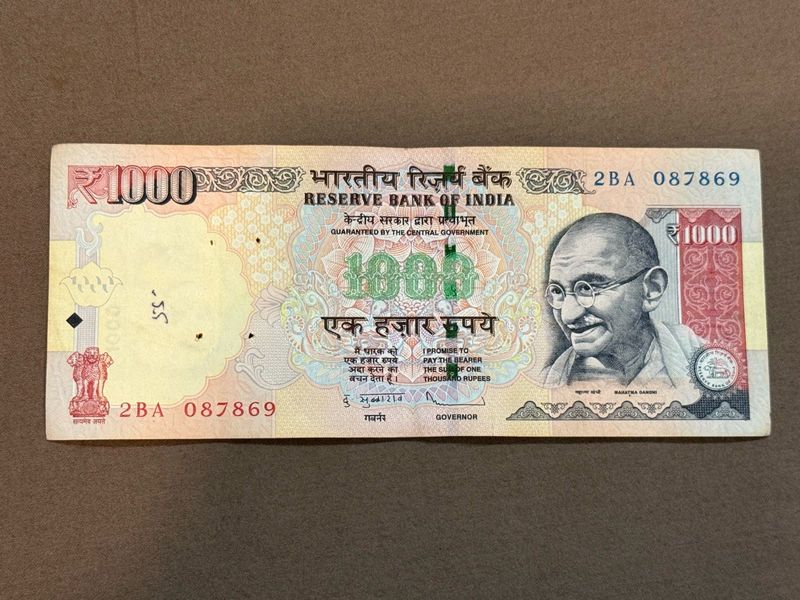 ₹1000
भारतीय रिज़र्व बैंक
RESERVE BANK OF INDIA
केन्द्रीय सरकार द्वारा प्रत्याभूत
GUARANTEED BY THE CENTRAL GOVERNMENT
2BA 087869
₹1000
1000
एक हज़ार रुपये
मैं धारक को
एक हज़ार रुपये
अदा करने का
वचन देता हूँ।
I PROMISE TO
PAY THE BEARER
THE SUM OF ONE
THOUSAND RUPEES
गवर्नर
GOVERNOR
महात्मा गांधी
MAHATMA GANDHI
सत्यमेव जयते
2BA 087869